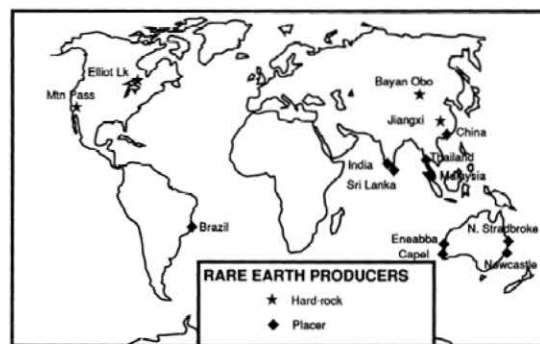 Elliot Lk
Mtn Pass
Bayan Obo
Jiangxi
China
Thailand
India
Malaysia
Sri Lanka
Brazil
N. Stradbroke
Eneabba
Capel
Newcastle
RARE EARTH PRODUCERS
Hard-rock
Placer